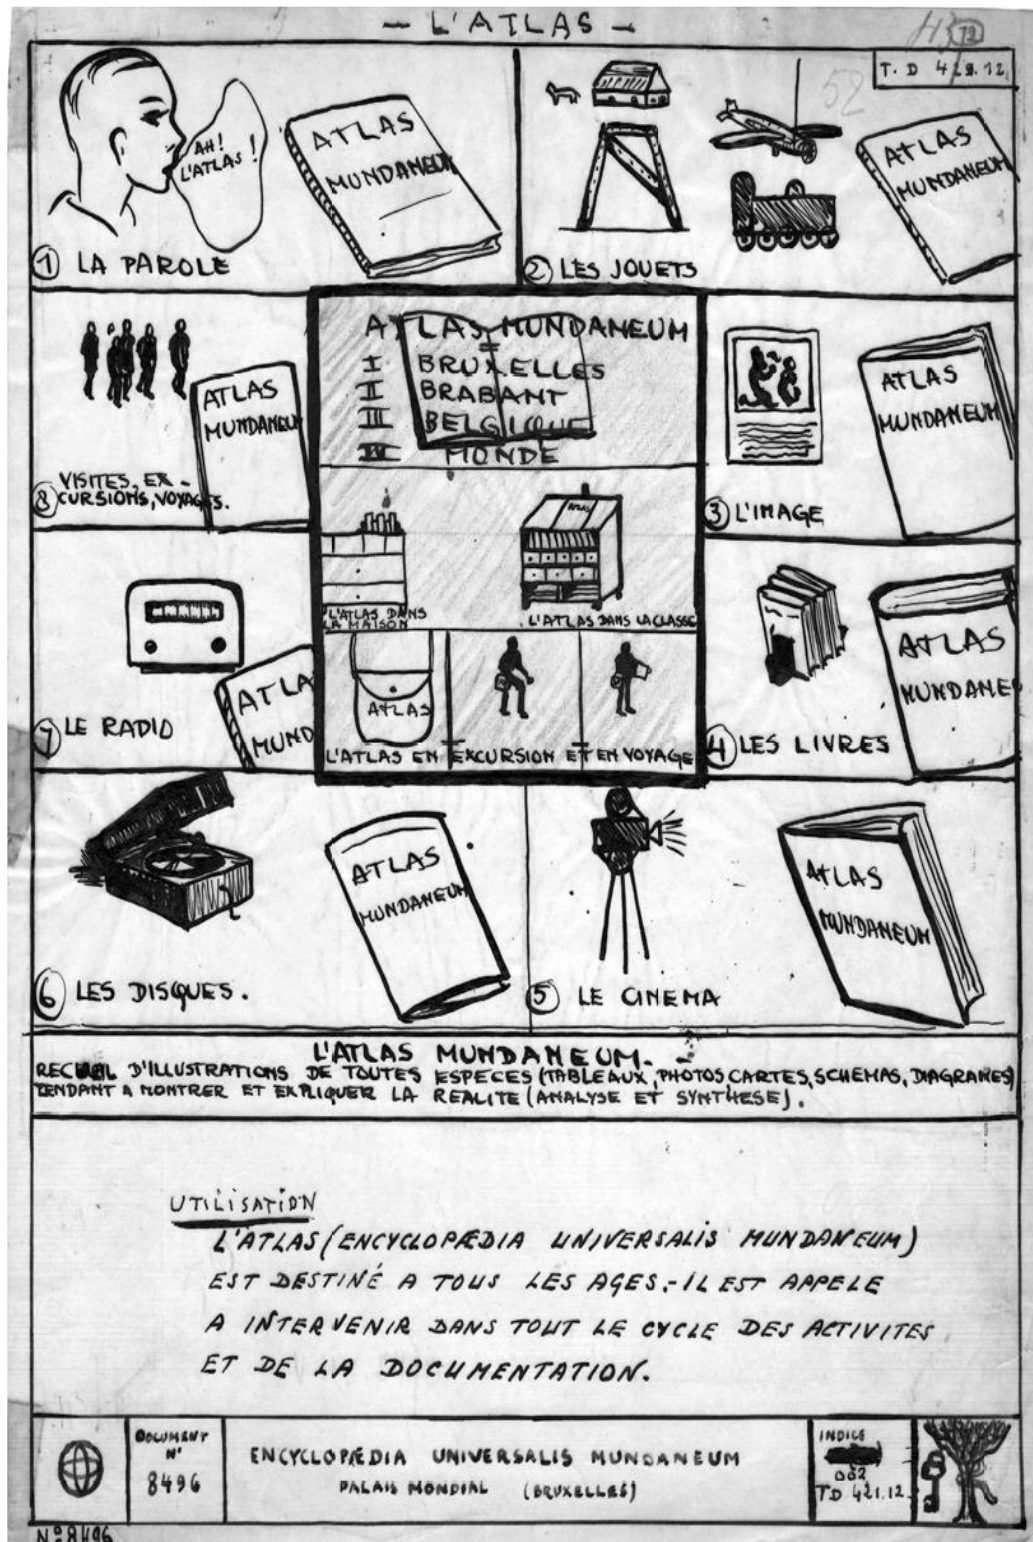 - L'ATLAS -
52
T. D 421.12
AH!
L'ATLAS !
ATLAS
MUNDANEUM
① LA PAROLE
ATLAS
MUNDANEUM
② LES JOUETS
ATLAS
MUNDANEUM
⑧ VISITES, EX-
CURSIONS, VOYAGES.
ATLAS MUNDANEUM
I BRUXELLES
II BRABANT
III BELGIQUE
IV MONDE
ATLAS
MUNDANEUM
③ L'IMAGE
ATLAS
L'ATLAS DANS
LA MAISON
L'ATLAS DANS LA CLASSE
ATLAS
L'ATLAS EN EXCURSION ET EN VOYAGE
ATLA
MUND
⑦ LE RADIO
ATLAS
MUNDANE
④ LES LIVRES
ATLAS
MUNDANEUM
⑥ LES DISQUES.
ATLAS
MUNDANEUM
⑤ LE CINEMA
L'ATLAS MUNDANEUM.-
RECUEIL D'ILLUSTRATIONS DE TOUTES ESPECES (TABLEAUX, PHOTOS CARTES, SCHEMAS, DIAGRAMES)
TENDANT A MONTRER ET EXPLIQUER LA REALITE (ANALYSE ET SYNTHESE).
UTILISATION
L'ATLAS (ENCYCLOPÆDIA UNIVERSALIS MUNDANEUM)
EST DESTINÉ A TOUS LES AGES.- IL EST APPELE
A INTERVENIR DANS TOUT LE CYCLE DES ACTIVITES
ET DE LA DOCUMENTATION.
DOCUMENT
N°
8496
ENCYCLOPÆDIA UNIVERSALIS MUNDANEUM
PALAIS MONDIAL (BRUXELLES)
INDICE
002
TD 421.12.
N° 8496